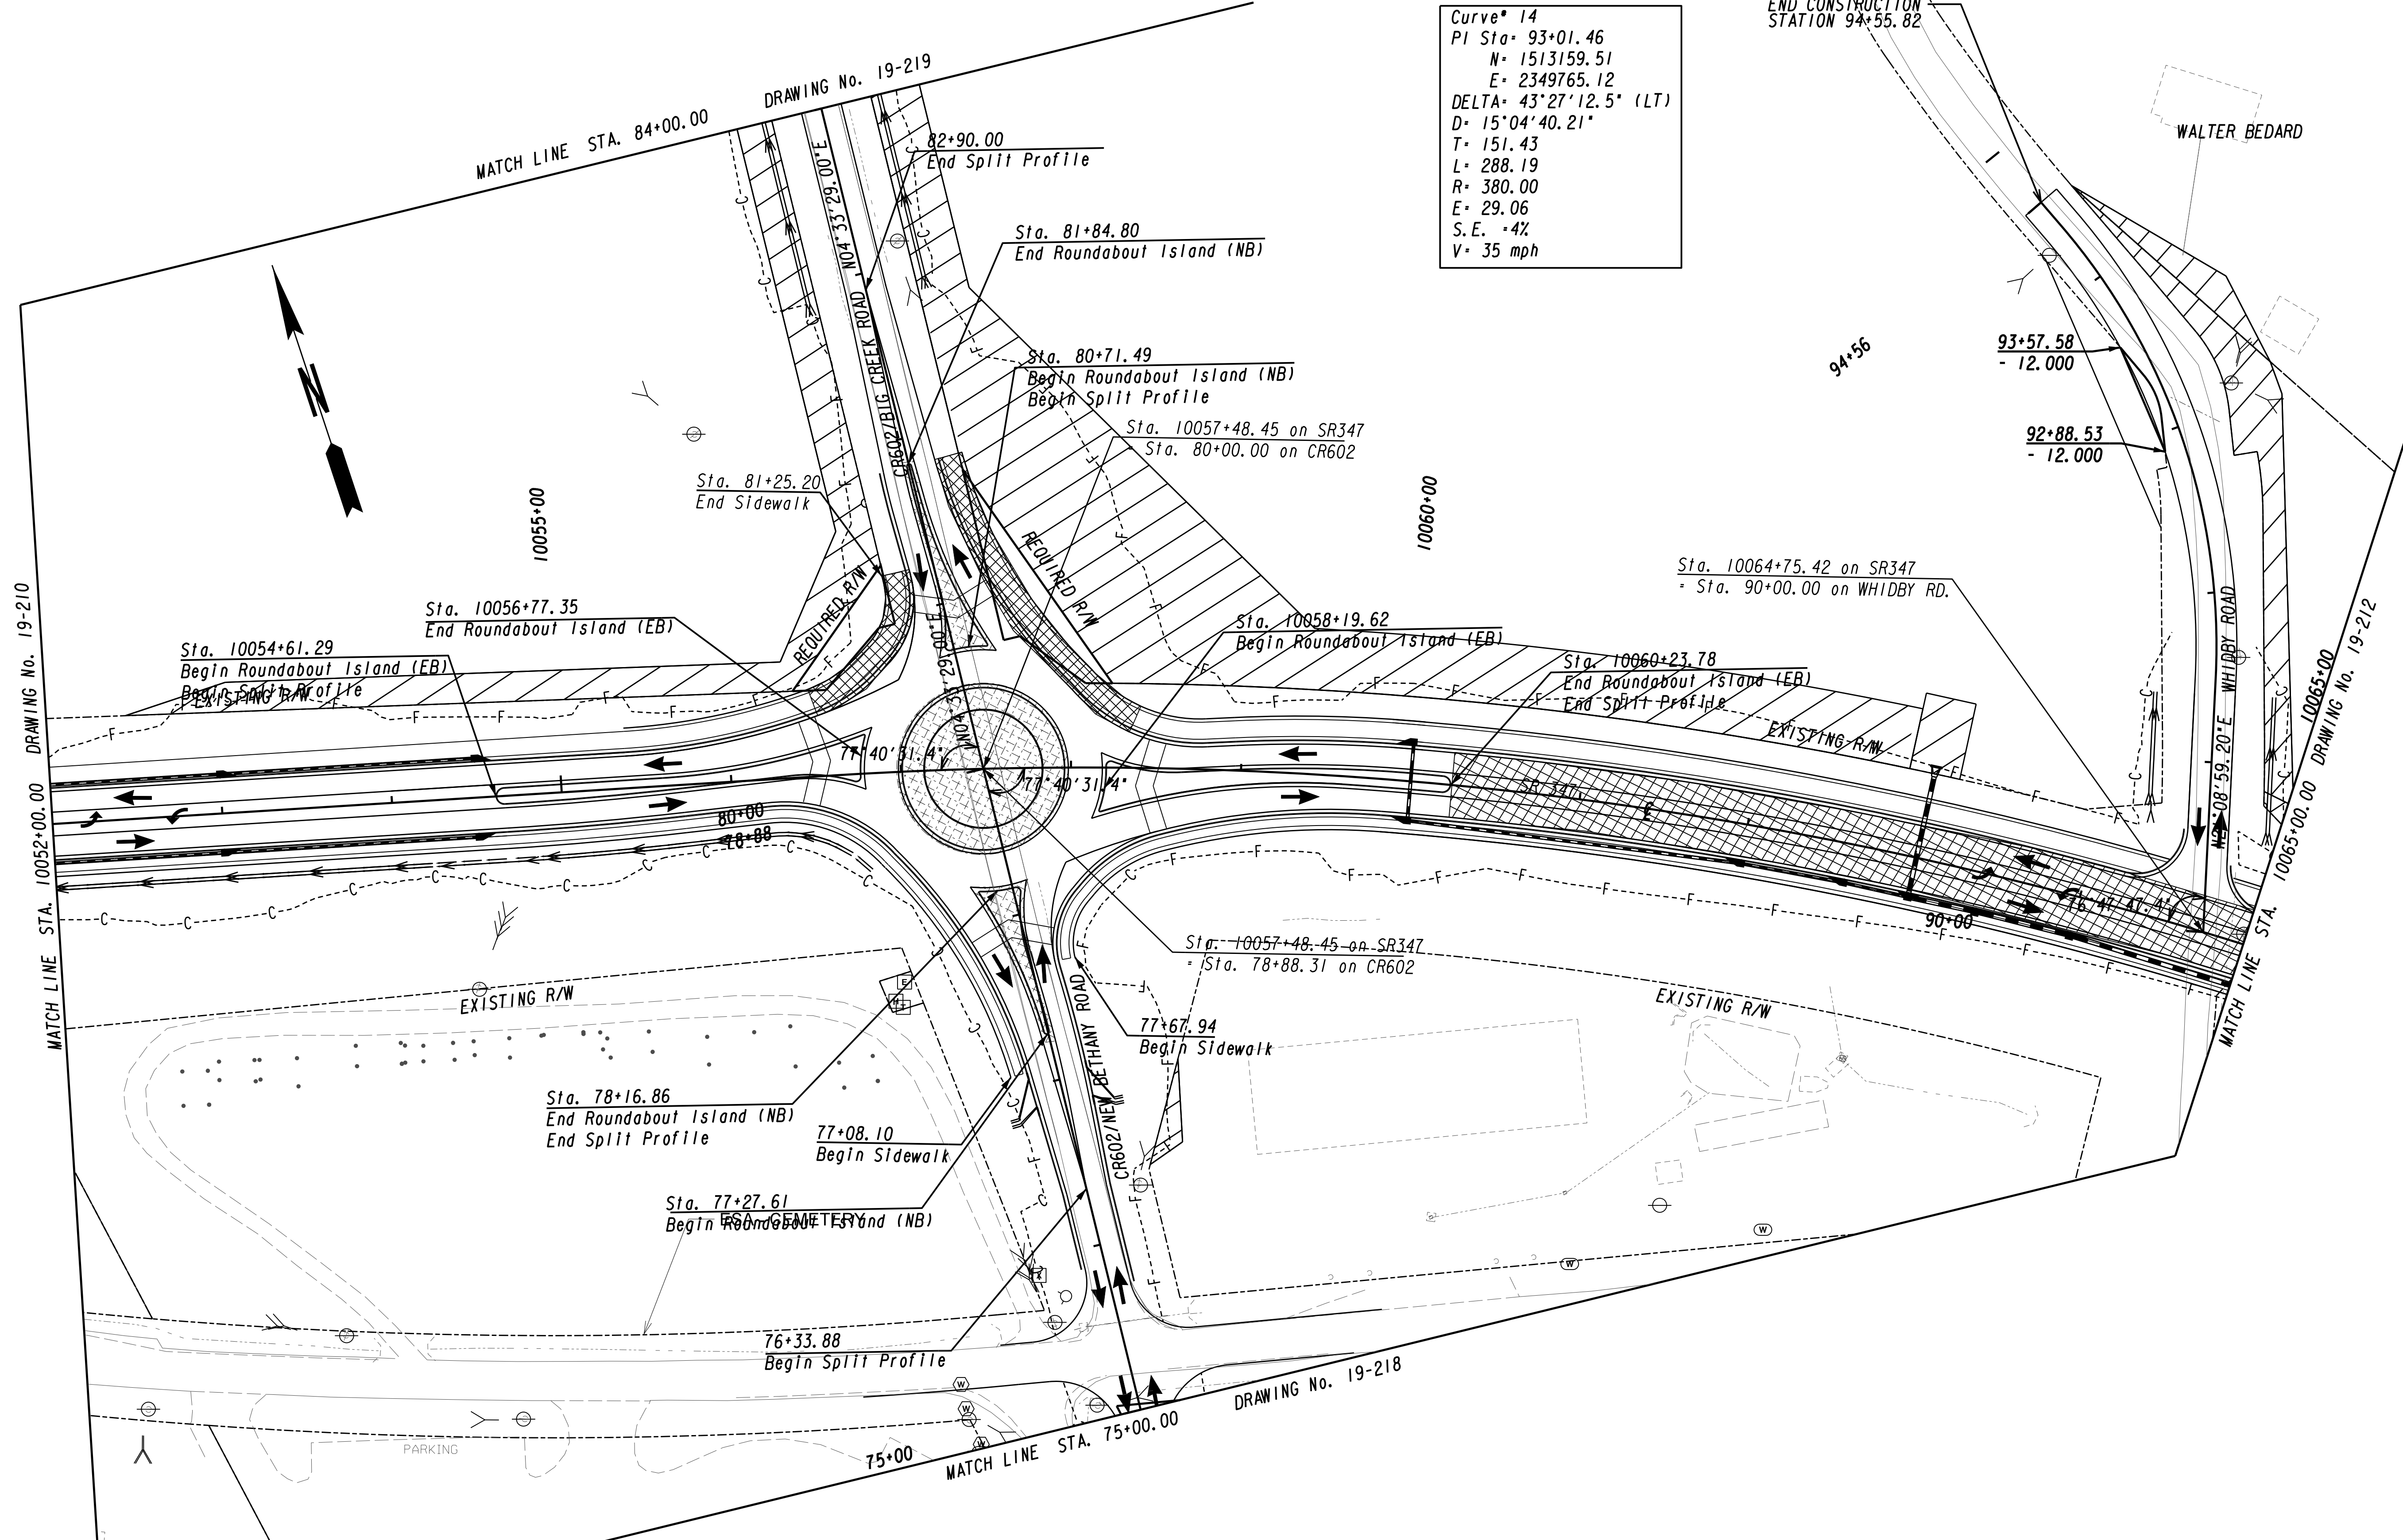 END CONSTRUCTION
STATION 94+55.82
Curve# 14
PI Sta= 93+01.46
N= 1513159.51
E= 2349765.12
DELTA= 43°27'12.5" (LT)
D= 15°04'40.21"
T= 151.43
L= 288.19
R= 380.00
E= 29.06
S.E. =4%
V= 35 mph
MATCH LINE STA. 84+00.00
DRAWING No. 19-219
WALTER BEDARD
82+90.00
End Split Profile
CR602/BIG CREEK ROAD
N04°33'29.00"E
Sta. 81+84.80
End Roundabout Island (NB)
N
Sta. 80+71.49
Begin Roundabout Island (NB)
Begin Split Profile
94+56
93+57.58
- 12.000
92+88.53
- 12.000
Sta. 10057+48.45 on SR347
= Sta. 80+00.00 on CR602
Sta. 81+25.20
End Sidewalk
10055+00
10060+00
REQUIRED R/W
REQUIRED R/W
Sta. 10064+75.42 on SR347
= Sta. 90+00.00 on WHIDBY RD.
Sta. 10056+77.35
End Roundabout Island (EB)
Sta. 10058+19.62
Begin Roundabout Island (EB)
Sta. 10054+61.29
Begin Roundabout Island (EB)
Begin Split Profile
EXISTING R/W
Sta. 10060+23.78
End Roundabout Island (EB)
End Split Profile
EXISTING R/W
WHIDBY ROAD
10065+00
DRAWING No. 19-210
MATCH LINE STA. 10052+00.00
DRAWING No. 19-212
MATCH LINE STA. 10065+00.00
N04°33'29.00"E
77°40'31.4"
77°40'31.4"
SR 347
80+00
78+88
76°47'47.4"
90+00
Sta. 10057+48.45 on SR347
= Sta. 78+88.31 on CR602
EXISTING R/W
EXISTING R/W
77+67.94
Begin Sidewalk
CR602/NEW BETHANY ROAD
Sta. 78+16.86
End Roundabout Island (NB)
End Split Profile
77+08.10
Begin Sidewalk
Sta. 77+27.61
Begin Roundabout Island (NB)
ESA-CEMETERY
76+33.88
Begin Split Profile
PARKING
75+00
MATCH LINE STA. 75+00.00
DRAWING No. 19-218